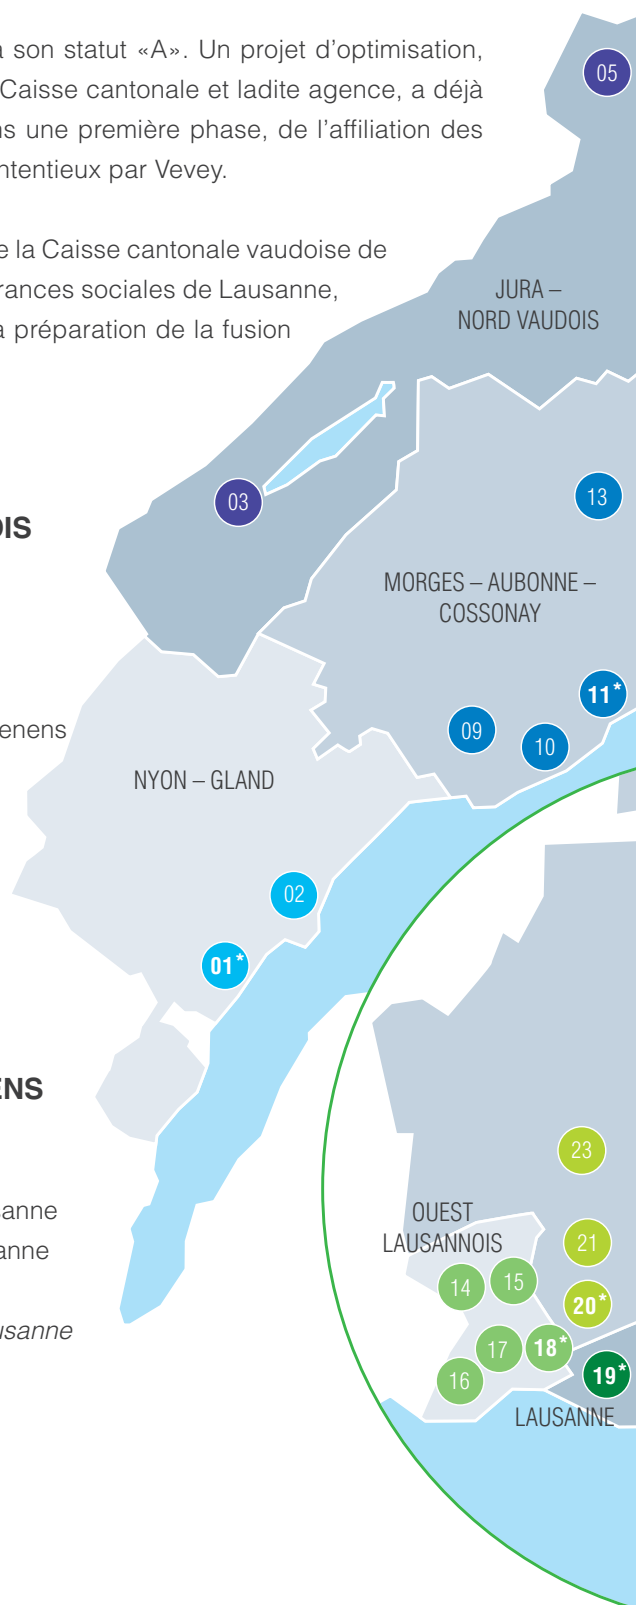 son statut «A». Un projet d’optimisation,
Caisse cantonale et ladite agence, a déjà
une première phase, de l’affiliation des
par Vevey.
la Caisse cantonale vaudoise de
sociales de Lausanne,
préparation de la fusion
05
JURA –
NORD VAUDOIS
03
13
MORGES – AUBONNE –
COSSONAY
11*
09
10
NYON – GLAND
02
01*
23
OUEST
LAUSANNOIS
21
14
15
20*
17
18*
16
19*
LAUSANNE